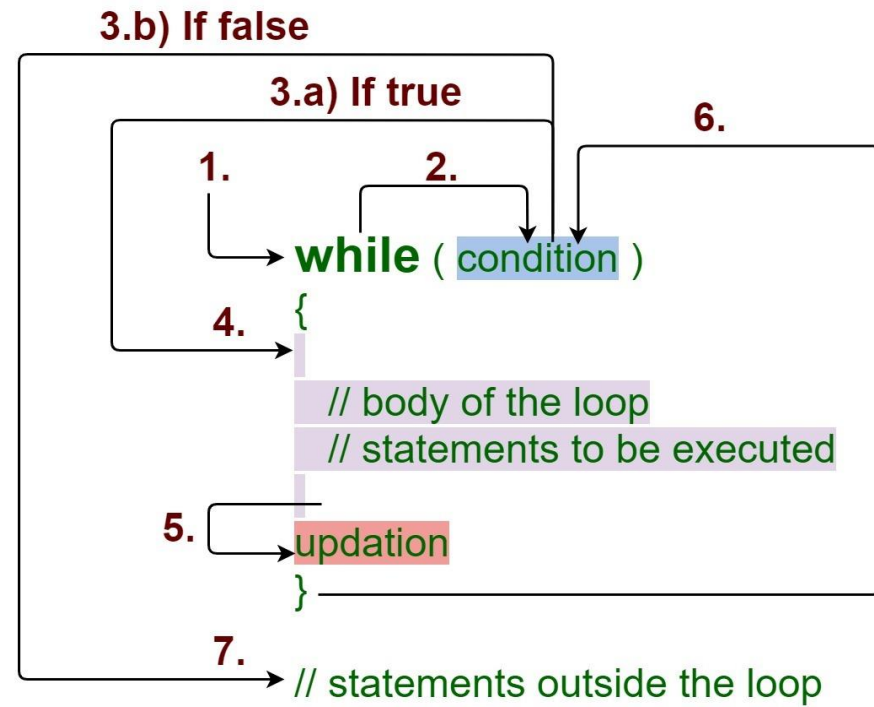 3.b) If false
3.a) If true
6.
1.
2.
while ( condition )
{
4.
// body of the loop
// statements to be executed
5.
updation
}
7.
// statements outside the loop